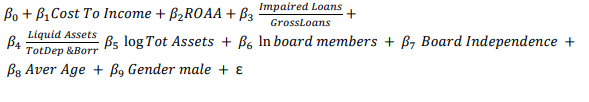 β₀ + β₁Cost To Income + β₂ROAA + β₃ Impaired Loans/GrossLoans +
β₄ Liquid Assets/TotDep &Borr β₅ log Tot Assets + β₆ ln board members + β₇ Board Independence +
β₈ Aver Age + β₉ Gender male + ε